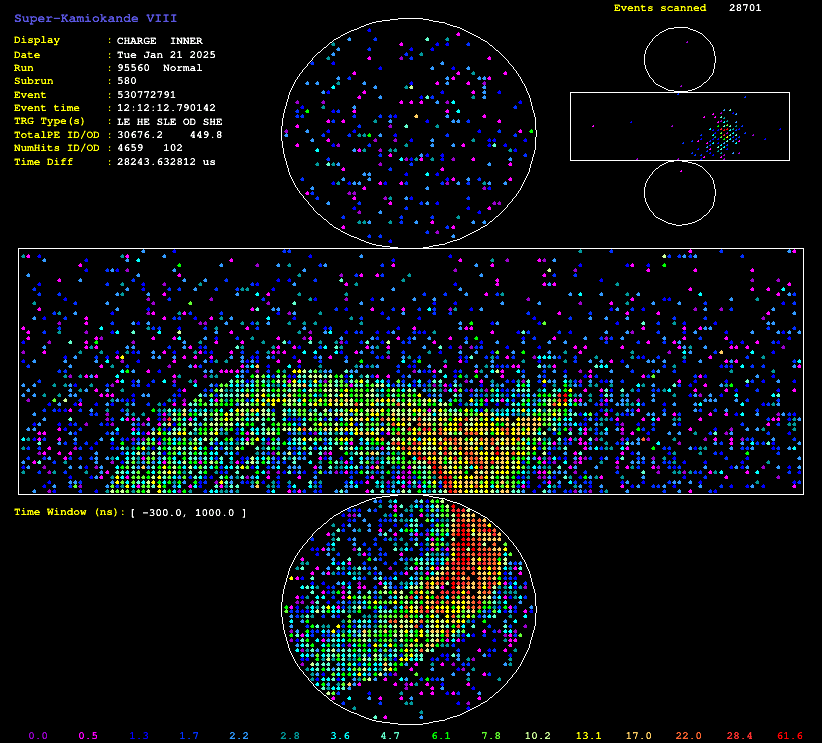 Super-Kamiokande VIII
Events scanned 28701
Display : CHARGE INNER
Date : Tue Jan 21 2025
Run : 95560 Normal
Subrun : 580
Event : 530772791
Event time : 12:12:12.790142
TRG Type(s) : LE HE SLE OD SHE
TotalPE ID/OD : 30676.2 449.8
NumHits ID/OD : 4659 102
Time Diff : 28243.632812 us
Time Window (ns): [ -300.0, 1000.0 ]
0.0 0.5 1.3 1.7 2.2 2.8 3.6 4.7 6.1 7.8 10.2 13.1 17.0 22.0 28.4 61.6